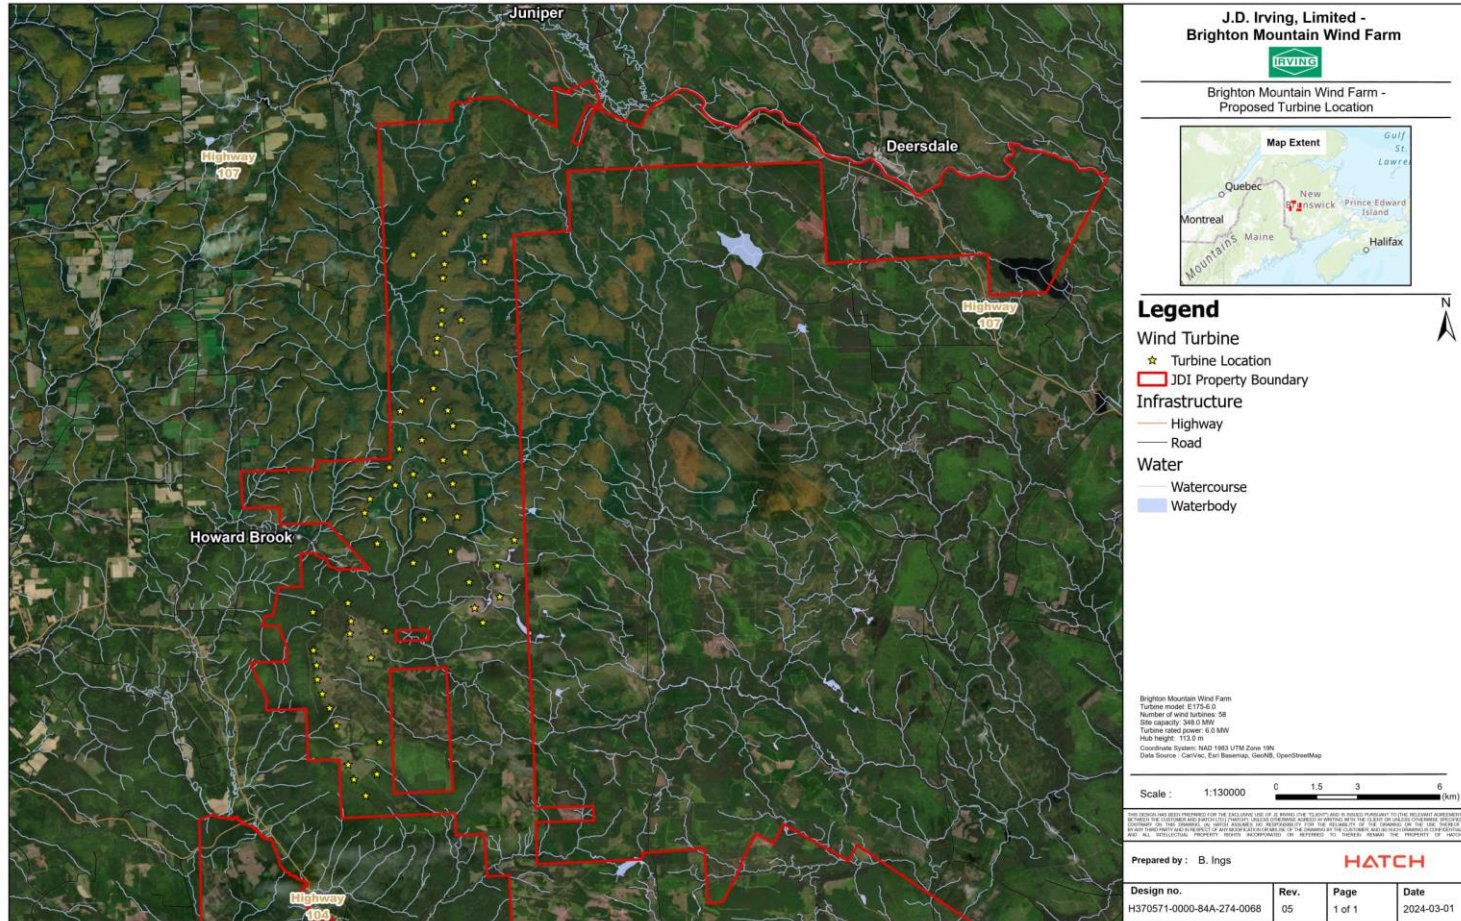 Juniper
Highway
107
Deersdale
Highway
107
Howard Brook
Highway
104
J.D. Irving, Limited -
Brighton Mountain Wind Farm
IRVING
Brighton Mountain Wind Farm -
Proposed Turbine Location
Map Extent
Gulf
St.
Lawre
Quebec
New
Brunswick
Prince Edward
Island
Montreal
Maine
Halifax
Mountains
Legend
N
Wind Turbine
Turbine Location
JDI Property Boundary
Infrastructure
Highway
Road
Water
Watercourse
Waterbody
Brighton Mountain Wind Farm
Turbine model: E175-6.0
Number of wind turbines: 58
Site capacity: 348.0 MW
Turbine rated power: 6.0 MW
Hub height: 113.0 m
Coordinate System: NAD 1983 UTM Zone 19N
Data Source : CanVec, Esri Basemap, GeoNB, OpenStreetMap
Scale : 1:130000
0 1.5 3 6
(km)
Prepared by : B. Ings
HATCH
Design no. Rev. Page Date
H370571-0000-84A-274-0068 05 1 of 1 2024-03-01